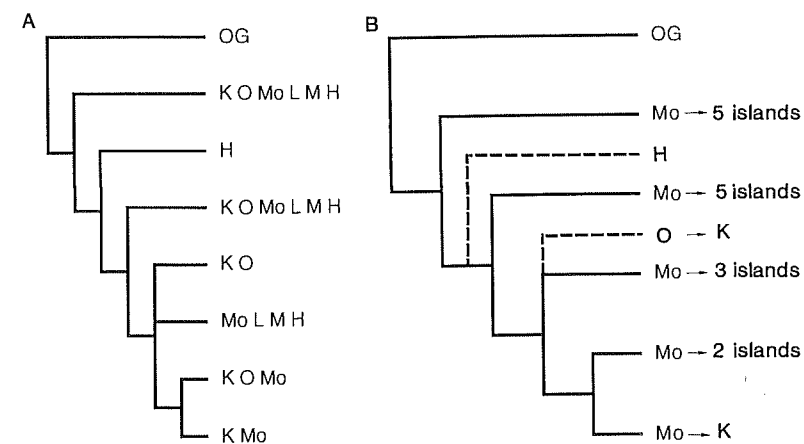 A
OG
K O Mo L M H
H
K O Mo L M H
K O
Mo L M H
K O Mo
K Mo
B
OG
Mo → 5 islands
H
Mo → 5 islands
O → K
Mo → 3 islands
Mo → 2 islands
Mo → K